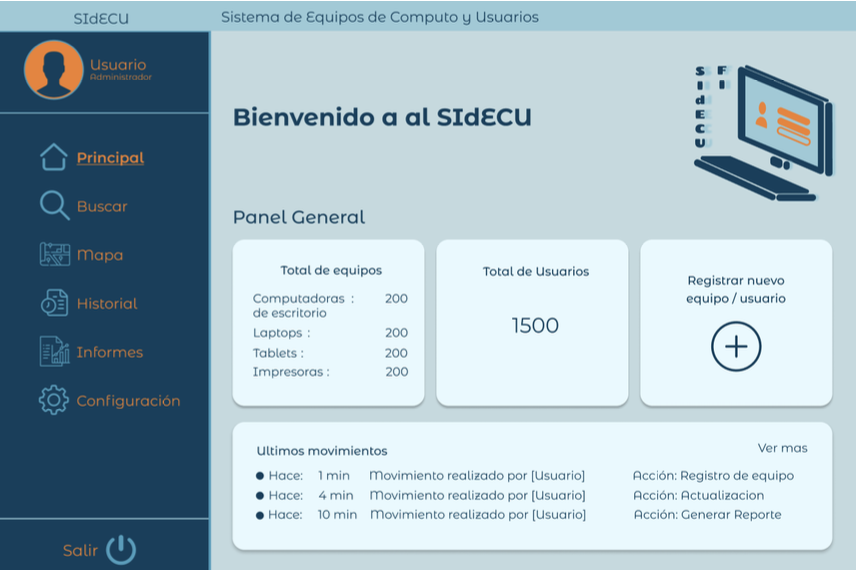 SIdECU
Sistema de Equipos de Computo y Usuarios
Usuario
Administrador
Principal
Buscar
Mapa
Historial
Informes
Configuración
Salir
Bienvenido a al SIdECU
SIdECU
FI
Panel General
Total de equipos
Computadoras : 200
de escritorio
Laptops : 200
Tablets : 200
Impresoras : 200
Total de Usuarios
1500
Registrar nuevo
equipo / usuario
Ultimos movimientos
Ver mas
Hace: 1 min Movimiento realizado por [Usuario] Acción: Registro de equipo
Hace: 4 min Movimiento realizado por [Usuario] Acción: Actualizacion
Hace: 10 min Movimiento realizado por [Usuario] Acción: Generar Reporte